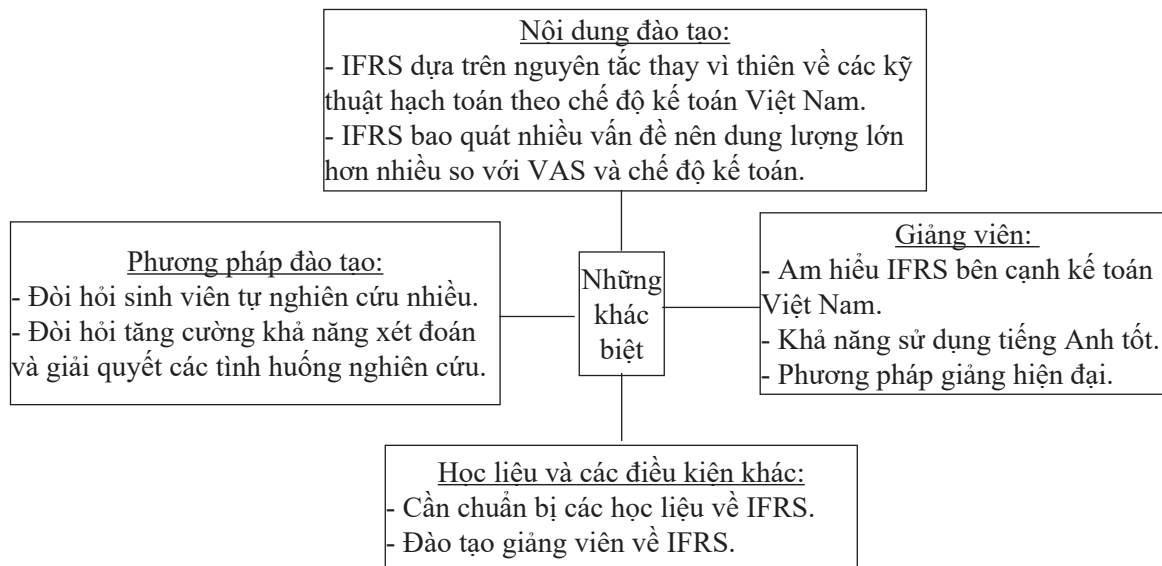 Nội dung đào tạo:
- IFRS dựa trên nguyên tắc thay vì thiên về các kỹ
thuật hạch toán theo chế độ kế toán Việt Nam.
- IFRS bao quát nhiều vấn đề nên dung lượng lớn
hơn nhiều so với VAS và chế độ kế toán.
Phương pháp đào tạo:
- Đòi hỏi sinh viên tự nghiên cứu nhiều.
- Đòi hỏi tăng cường khả năng xét đoán
và giải quyết các tình huống nghiên cứu.
Những
khác
biệt
Giảng viên:
- Am hiểu IFRS bên cạnh kế toán
Việt Nam.
- Khả năng sử dụng tiếng Anh tốt.
- Phương pháp giảng hiện đại.
Học liệu và các điều kiện khác:
- Cần chuẩn bị các học liệu về IFRS.
- Đào tạo giảng viên về IFRS.